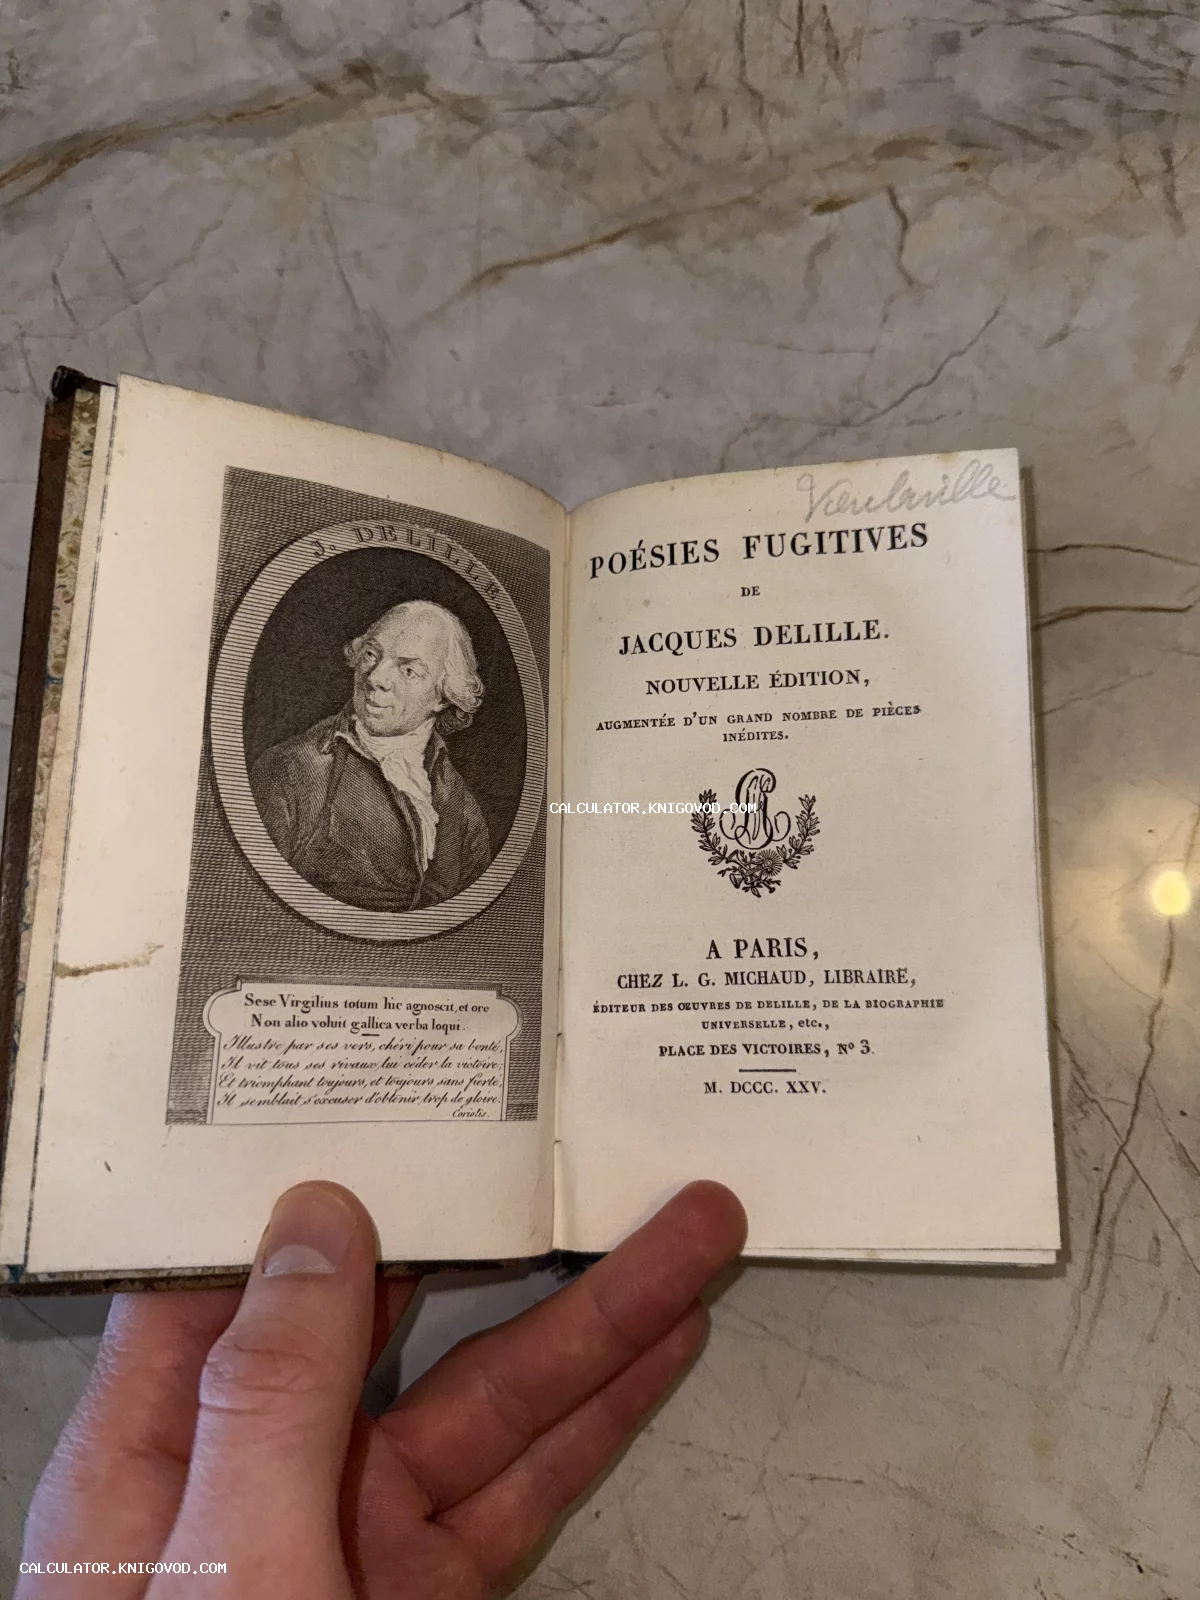 J. DELILLE.
Sese Virgilius totum hic agnoscit, et ore
Non alio voluit gallica verba loqui.
Illustre par ses vers, chéri pour sa bonté,
Il vit tous ses rivaux lui céder la victoire;
Et triomphant toujours, et toujours sans fierté,
Il semblait s'excuser d'obtenir trop de gloire.
Coriolis.
POÉSIES FUGITIVES
DE
JACQUES DELILLE.
NOUVELLE ÉDITION,
AUGMENTÉE D'UN GRAND NOMBRE DE PIÈCES
INÉDITES.
CALCULATOR.KNIGOVOD.COM
A PARIS,
CHEZ L. G. MICHAUD, LIBRAIRE,
ÉDITEUR DES ŒUVRES DE DELILLE, DE LA BIOGRAPHIE
UNIVERSELLE, etc.,
PLACE DES VICTOIRES, Nº 3.
M. DCCC. XXV.
CALCULATOR.KNIGOVOD.COM